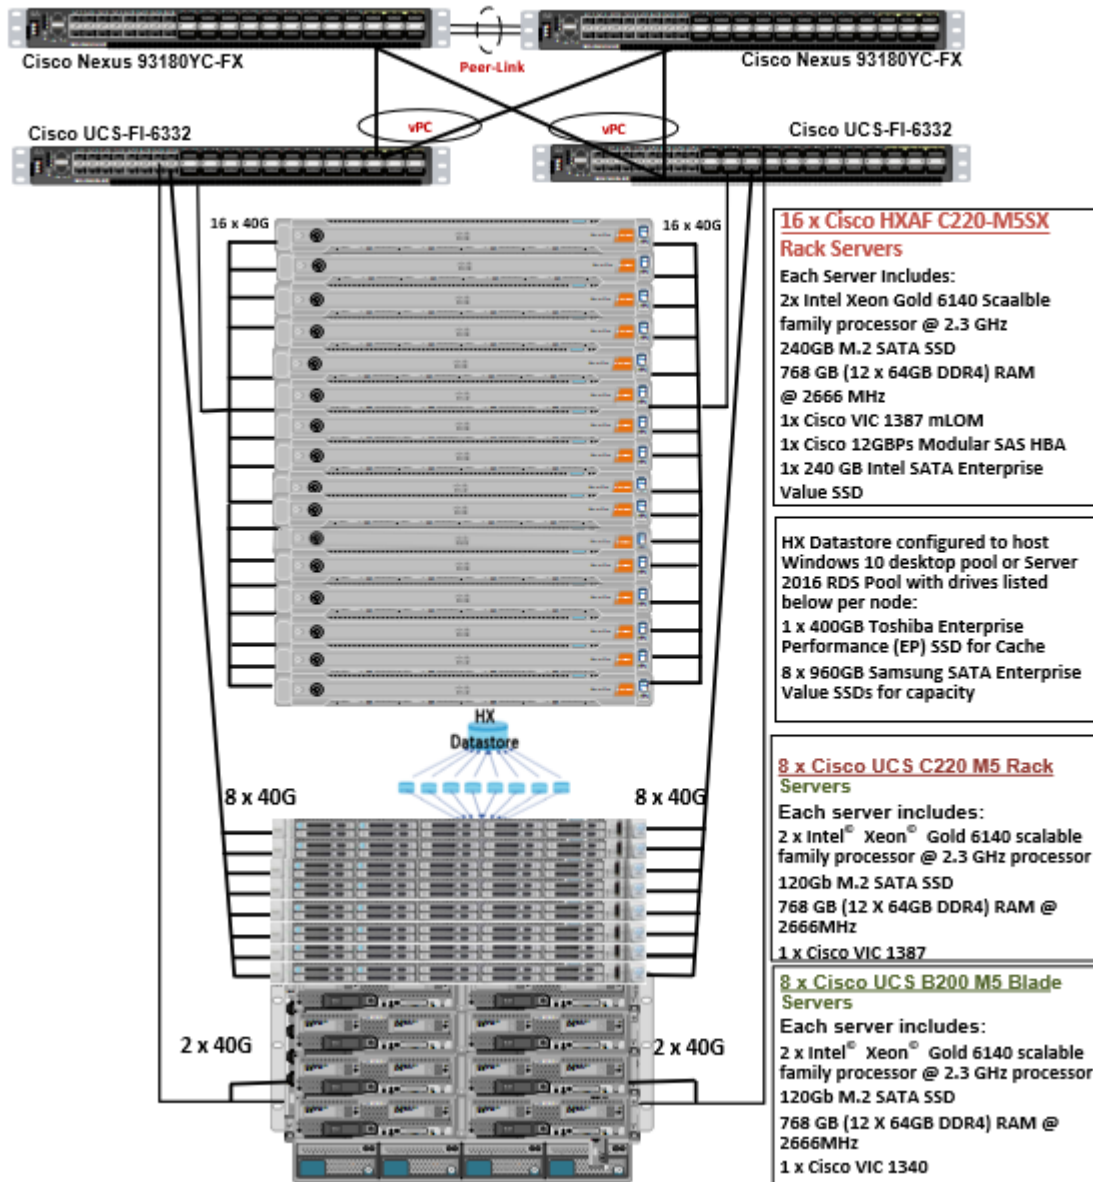 Cisco Nexus 93180YC-FX
Peer-Link
Cisco Nexus 93180YC-FX
Cisco UCS-FI-6332
vPC
vPC
Cisco UCS-FI-6332
16 x 40G
16 x 40G
16 x Cisco HXAF C220-M5SX
Rack Servers
Each Server Includes:
2x Intel Xeon Gold 6140 Scaalble
family processor @ 2.3 GHz
240GB M.2 SATA SSD
768 GB (12 x 64GB DDR4) RAM
@ 2666 MHz
1x Cisco VIC 1387 mLOM
1x Cisco 12GBPs Modular SAS HBA
1x 240 GB Intel SATA Enterprise
Value SSD
HX Datastore configured to host
Windows 10 desktop pool or Server
2016 RDS Pool with drives listed
below per node:
1 x 400GB Toshiba Enterprise
Performance (EP) SSD for Cache
8 x 960GB Samsung SATA Enterprise
Value SSDs for capacity
HX
Datastore
8 x 40G
8 x 40G
8 x Cisco UCS C220 M5 Rack
Servers
Each server includes:
2 x Intel© Xeon© Gold 6140 scalable
family processor @ 2.3 GHz processor
120Gb M.2 SATA SSD
768 GB (12 X 64GB DDR4) RAM @
2666MHz
1 x Cisco VIC 1387
2 x 40G
2 x 40G
8 x Cisco UCS B200 M5 Blade
Servers
Each server includes:
2 x Intel© Xeon© Gold 6140 scalable
family processor @ 2.3 GHz processor
120Gb M.2 SATA SSD
768 GB (12 X 64GB DDR4) RAM @
2666MHz
1 x Cisco VIC 1340